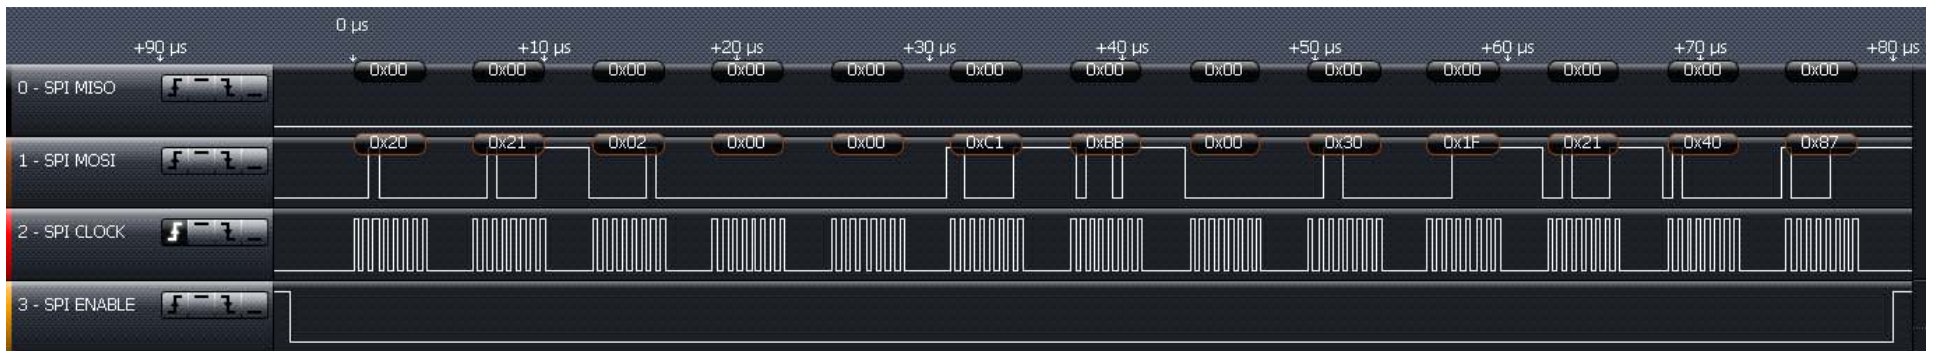 0 µs
+90 µs +10 µs +20 µs +30 µs +40 µs +50 µs +60 µs +70 µs +80 µs
0 - SPI MISO 0x00 0x00 0x00 0x00 0x00 0x00 0x00 0x00 0x00 0x00 0x00 0x00 0x00
1 - SPI MOSI 0x20 0x21 0x02 0x00 0x00 0xC1 0xBB 0x00 0x30 0x1F 0x21 0x40 0x87
2 - SPI CLOCK
3 - SPI ENABLE